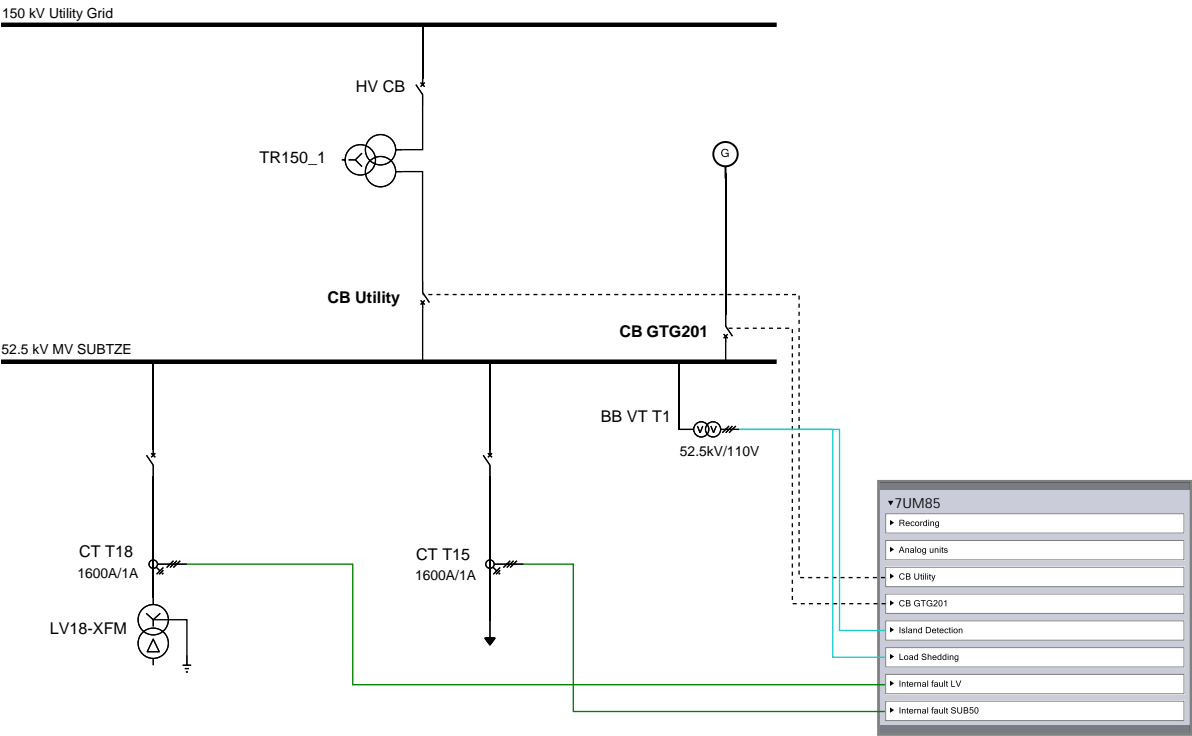 150 kV Utility Grid
HV CB
TR150_1
G
CB Utility
CB GTG201
52.5 kV MV SUBTZE
BB VT T1
V V
52.5kV/110V
CT T18
1600A/1A
CT T15
1600A/1A
LV18-XFM
7UM85
Recording
Analog units
CB Utility
CB GTG201
Island Detection
Load Shedding
Internal fault LV
Internal fault SUB50